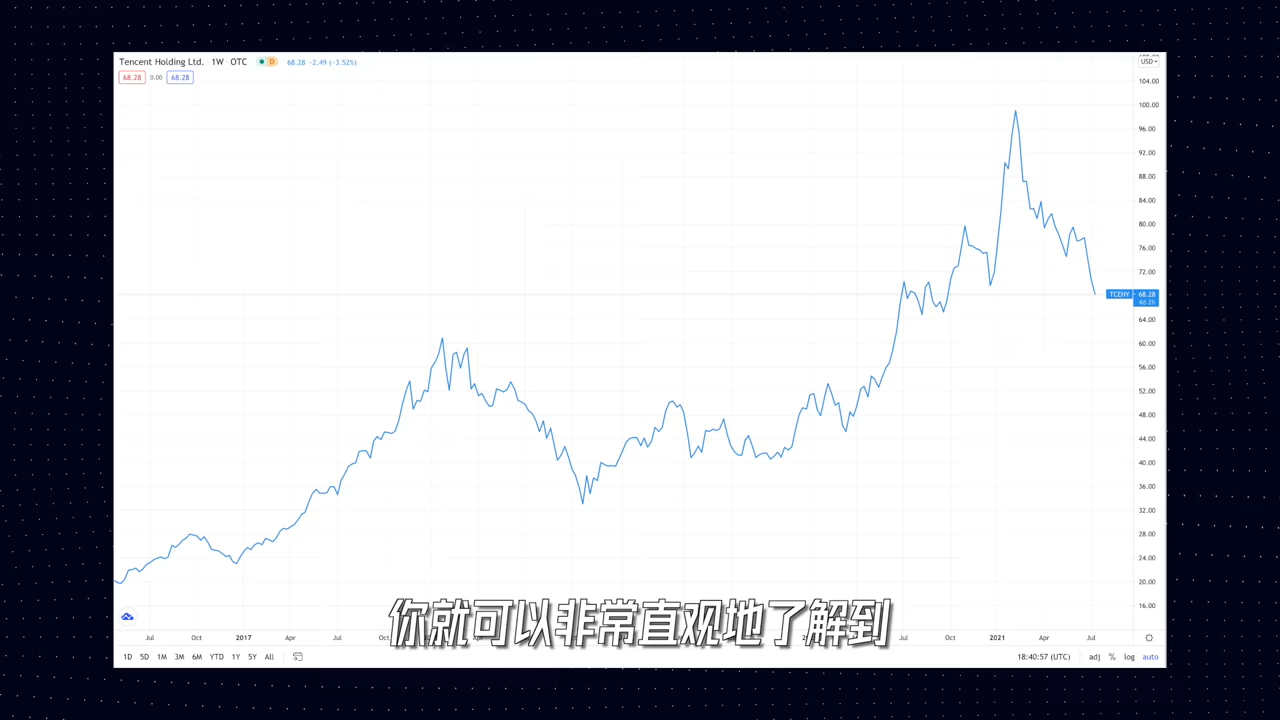 Tencent Holding Ltd. 1W OTC D 68.28 -2.49 (-3.52%)
68.28 0.00 68.28
USD
104.00
100.00
96.00
92.00
88.00
84.00
80.00
76.00
72.00
TCEHY 68.28
4d 2h
64.00
60.00
56.00
52.00
48.00
44.00
40.00
36.00
32.00
28.00
24.00
20.00
16.00
你就可以非常直观地了解到
Jul Oct 2017 Apr Jul Oct Jul Oct 2021 Apr Jul
1D 5D 1M 3M 6M YTD 1Y 5Y All 18:40:57 (UTC) adj % log auto